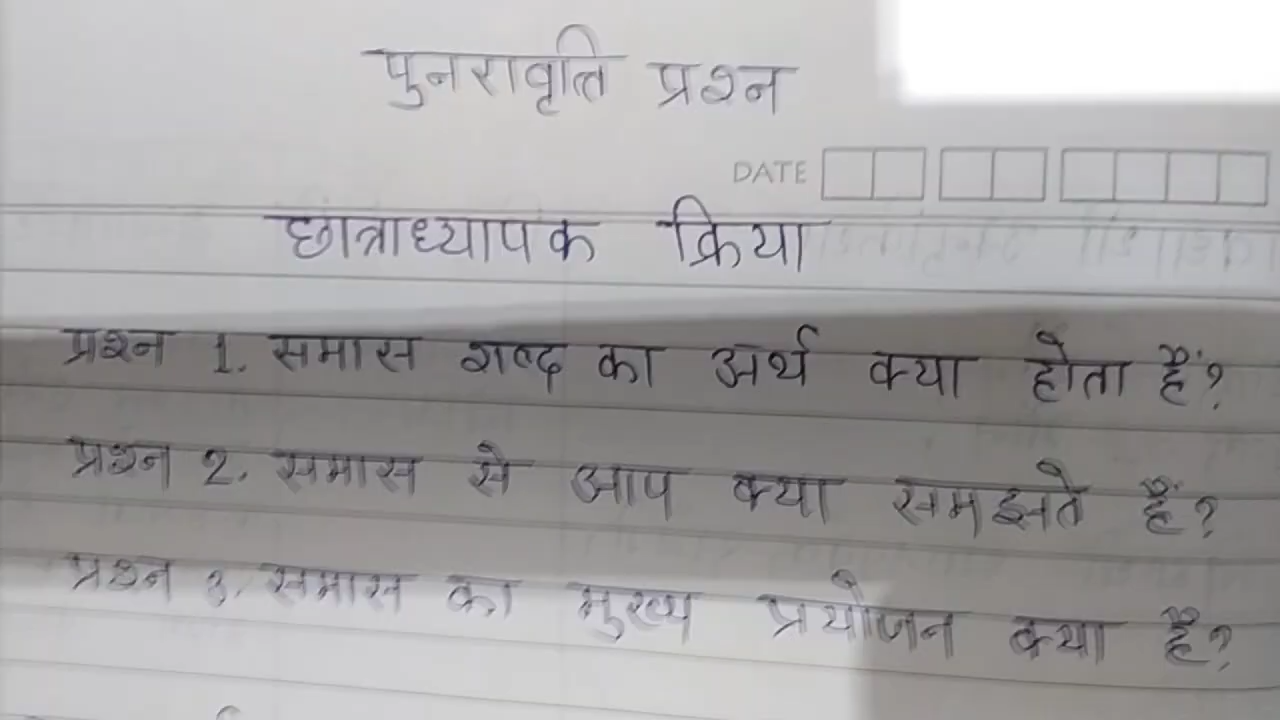 पुनरावृत्ति प्रश्न
DATE
छात्राध्यापक क्रिया
प्रश्न 1. समास शब्द का अर्थ क्या होता हैं?
प्रश्न 2. समास से आप क्या समझते हैं?
प्रश्न 3. समास का मुख्य प्रयोजन क्या है?